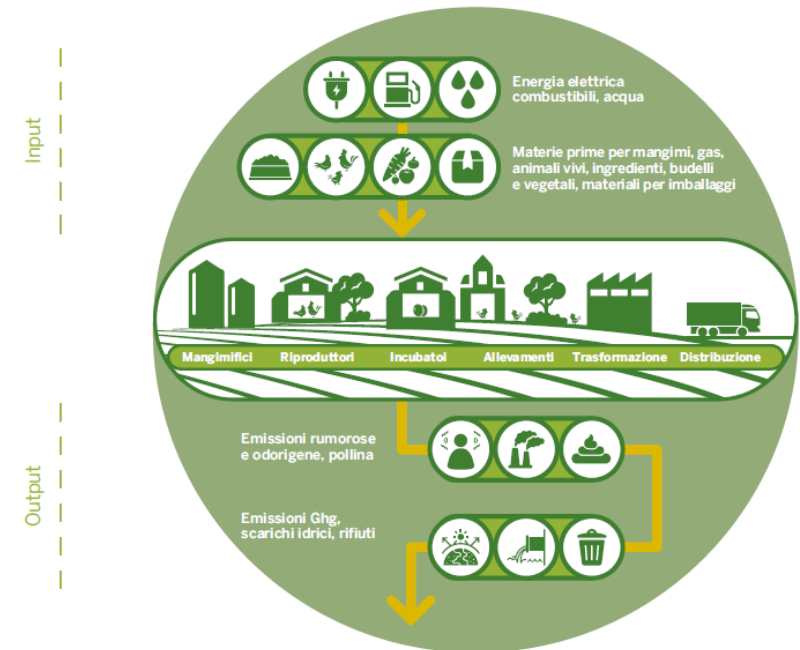 Input
Energia elettrica
combustibili, acqua
Materie prime per mangimi, gas,
animali vivi, ingredienti, budelli
e vegetali, materiali per imballaggi
Mangimifici Riproduttori Incubatoi Allevamenti Trasformazione Distribuzione
Output
Emissioni rumorose
e odorigene, pollina
Emissioni Ghg,
scarichi idrici, rifiuti